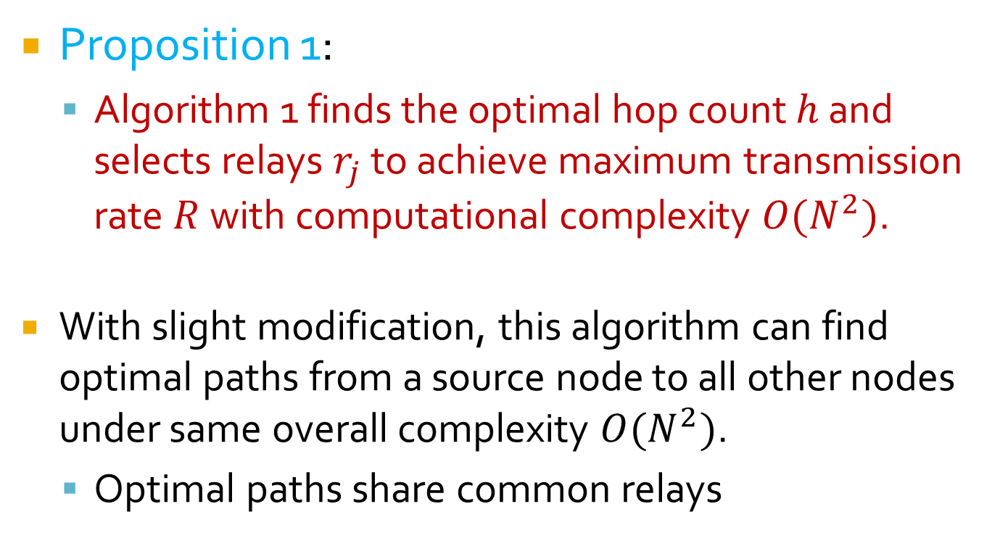 Proposition 1:
Algorithm 1 finds the optimal hop count h and
selects relays r_j to achieve maximum transmission
rate R with computational complexity O(N²).
With slight modification, this algorithm can find
optimal paths from a source node to all other nodes
under same overall complexity O(N²).
Optimal paths share common relays